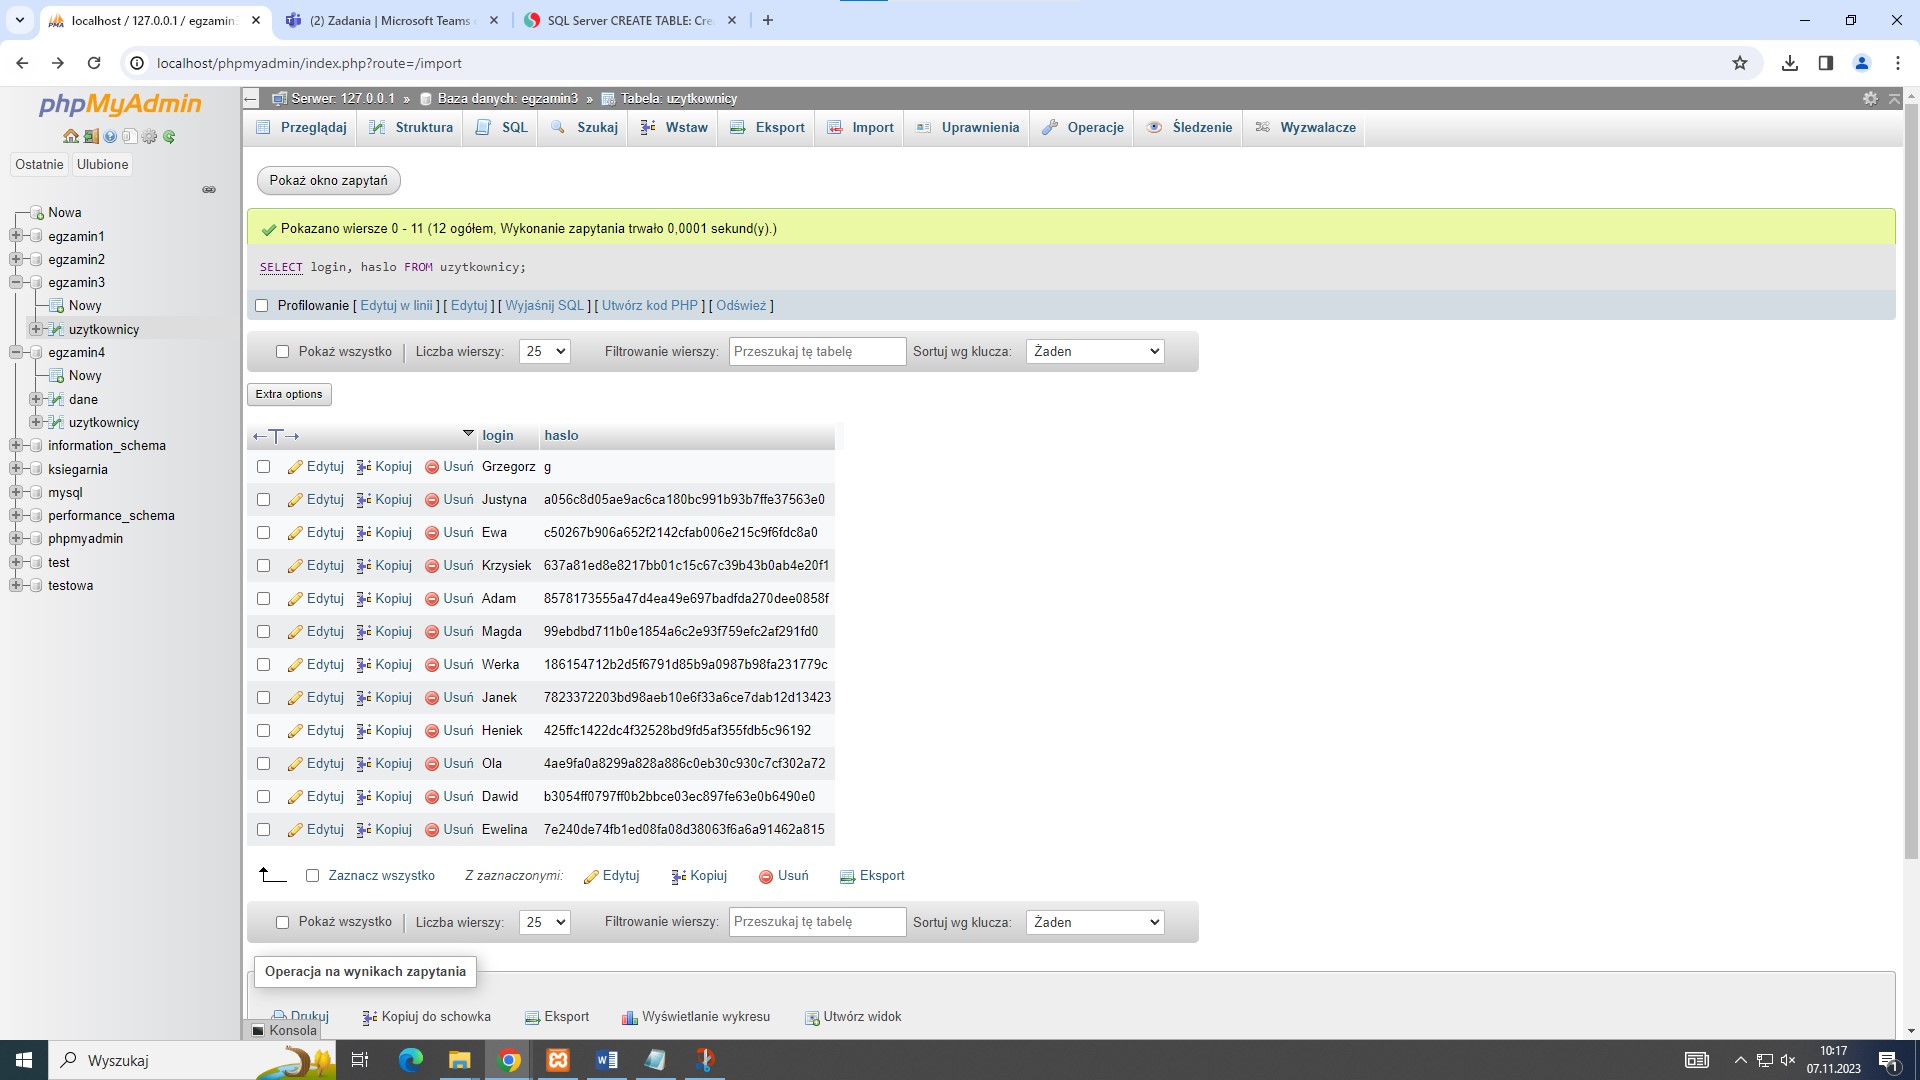 localhost / 127.0.0.1 / egzamin3
(2) Zadania | Microsoft Teams
SQL Server CREATE TABLE: Cre
localhost/phpmyadmin/index.php?route=/import
phpMyAdmin
Ostatnie
Ulubione
Nowa
egzamin1
egzamin2
egzamin3
Nowy
uzytkownicy
egzamin4
Nowy
dane
uzytkownicy
information_schema
ksiegarnia
mysql
performance_schema
phpmyadmin
test
testowa
Serwer: 127.0.0.1 » Baza danych: egzamin3 » Tabela: uzytkownicy
Przeglądaj Struktura SQL Szukaj Wstaw Eksport Import Uprawnienia Operacje Śledzenie Wyzwalacze
Pokaż okno zapytań
Pokazano wiersze 0 - 11 (12 ogółem, Wykonanie zapytania trwało 0,0001 sekund(y).)
SELECT login, haslo FROM uzytkownicy;
Profilowanie [ Edytuj w linii ] [ Edytuj ] [ Wyjaśnij SQL ] [ Utwórz kod PHP ] [ Odśwież ]
Pokaż wszystko | Liczba wierszy: 25 Filtrowanie wierszy: Przeszukaj tę tabelę Sortuj wg klucza: Żaden
Extra options
←T→ login haslo
Edytuj Kopiuj Usuń Grzegorz g
Edytuj Kopiuj Usuń Justyna a056c8d05ae9ac6ca180bc991b93b7ffe37563e0
Edytuj Kopiuj Usuń Ewa c50267b906a652f2142cfab006e215c9f6fdc8a0
Edytuj Kopiuj Usuń Krzysiek 637a81ed8e8217bb01c15c67c39b43b0ab4e20f1
Edytuj Kopiuj Usuń Adam 8578173555a47d4ea49e697badfda270dee0858f
Edytuj Kopiuj Usuń Magda 99ebdbd711b0e1854a6c2e93f759efc2af291fd0
Edytuj Kopiuj Usuń Werka 186154712b2d5f6791d85b9a0987b98fa231779c
Edytuj Kopiuj Usuń Janek 7823372203bd98aeb10e6f33a6ce7dab12d13423
Edytuj Kopiuj Usuń Heniek 425ffc1422dc4f32528bd9fd5af355fdb5c96192
Edytuj Kopiuj Usuń Ola 4ae9fa0a8299a828a886c0eb30c930c7cf302a72
Edytuj Kopiuj Usuń Dawid b3054ff0797ff0b2bbce03ec897fe63e0b6490e0
Edytuj Kopiuj Usuń Ewelina 7e240de74fb1ed08fa08d38063f6a6a91462a815
Zaznacz wszystko Z zaznaczonymi: Edytuj Kopiuj Usuń Eksport
Pokaż wszystko | Liczba wierszy: 25 Filtrowanie wierszy: Przeszukaj tę tabelę Sortuj wg klucza: Żaden
Operacja na wynikach zapytania
Drukuj Kopiuj do schowka Eksport Wyświetlanie wykresu Utwórz widok
Konsola
Wyszukaj
10:17
07.11.2023
1